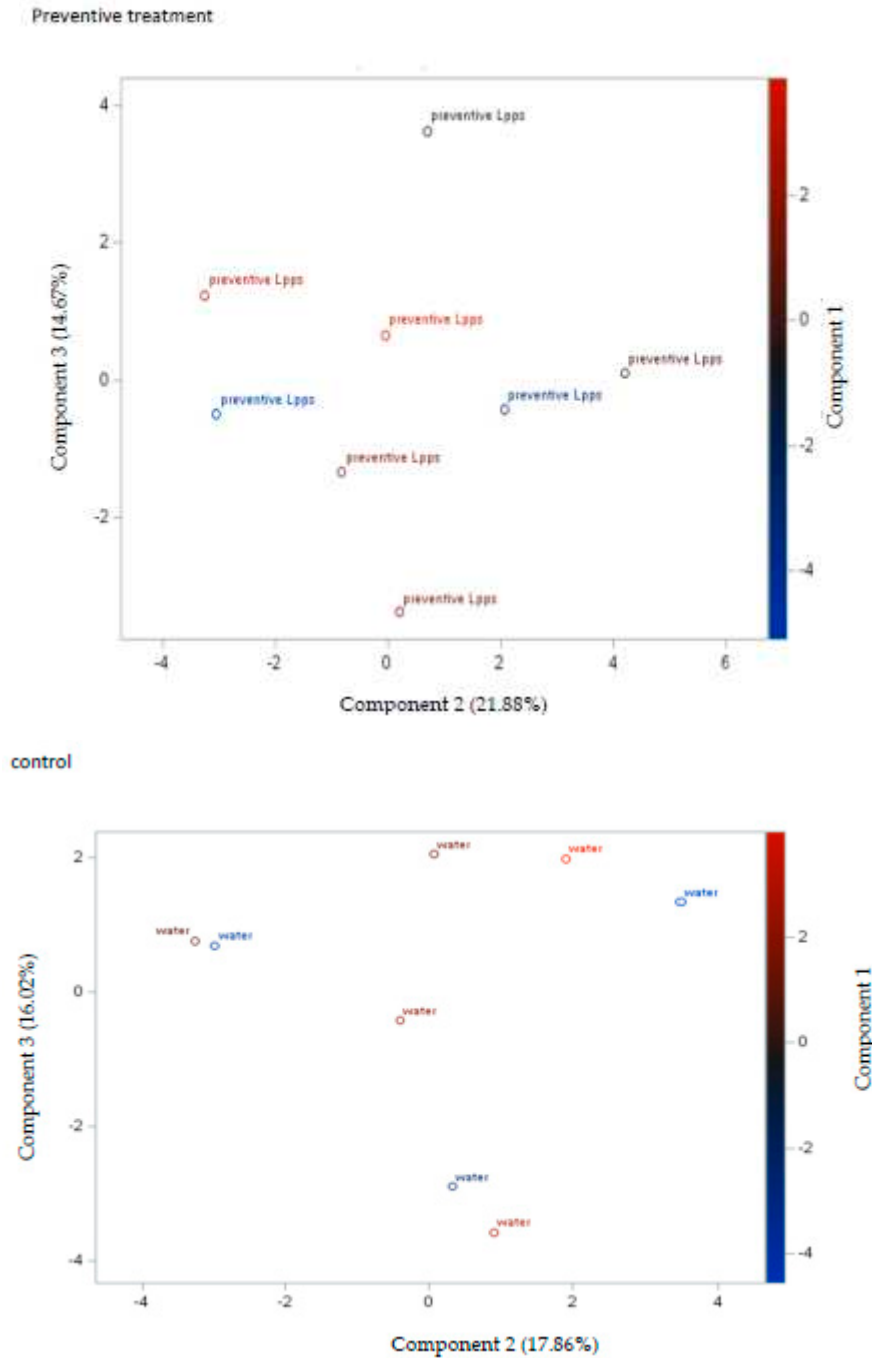 Preventive treatment
4
preventive Lpps
2
2
preventive Lpps
preventive Lpps
0
Component 3 (14.67%)
preventive Lpps
Component 1
0
preventive Lpps
preventive Lpps
-2
preventive Lpps
-2
-4
preventive Lpps
-4
-2
0
2
4
6
Component 2 (21.88%)
control
2
water
water
water
water
water
2
Component 3 (16.02%)
0
water
0
Component 1
-2
-2
water
water
-4
-4
-4
-2
0
2
4
Component 2 (17.86%)